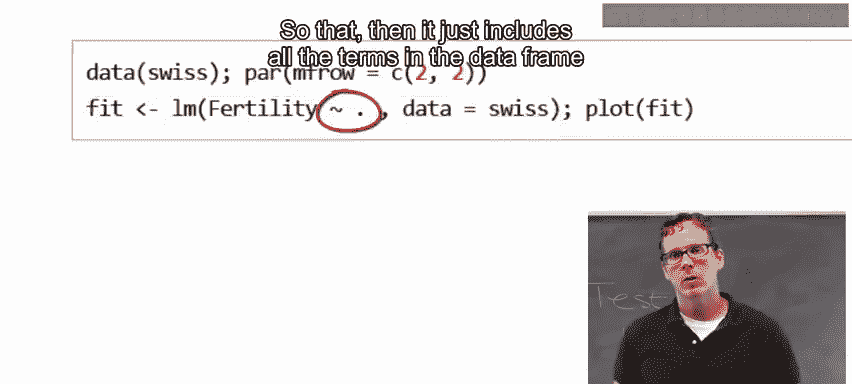 So that, then it just includes
all the terms in the data frame
data(swiss); par(mfrow = c(2, 2))
fit <- lm(Fertility ~ ., data = swiss); plot(fit)
Test